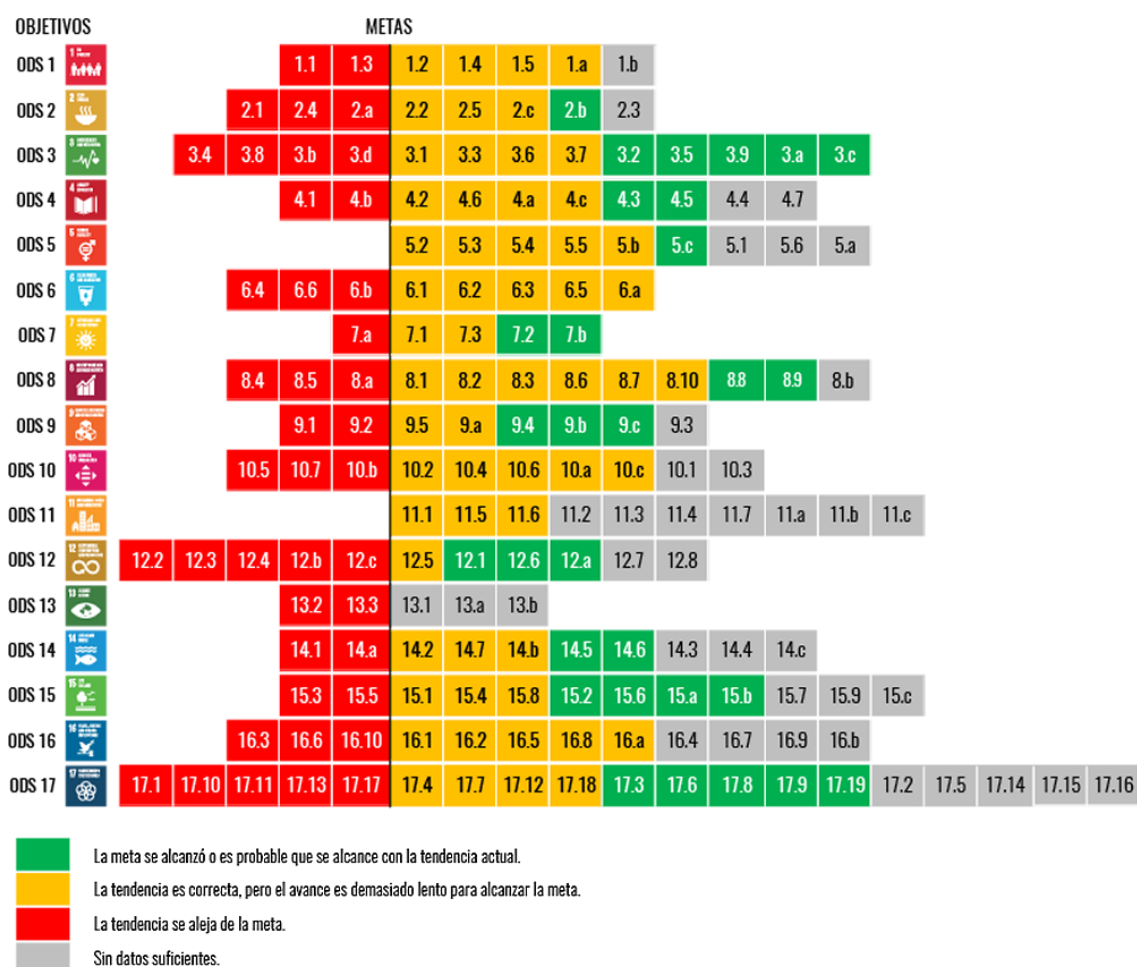 OBJETIVOS METAS
ODS 1 1.1 1.3 1.2 1.4 1.5 1.a 1.b
ODS 2 2.1 2.4 2.a 2.2 2.5 2.c 2.b 2.3
ODS 3 3.4 3.8 3.b 3.d 3.1 3.3 3.6 3.7 3.2 3.5 3.9 3.a 3.c
ODS 4 4.1 4.b 4.2 4.6 4.a 4.c 4.3 4.5 4.4 4.7
ODS 5 5.2 5.3 5.4 5.5 5.b 5.c 5.1 5.6 5.a
ODS 6 6.4 6.6 6.b 6.1 6.2 6.3 6.5 6.a
ODS 7 7.a 7.1 7.3 7.2 7.b
ODS 8 8.4 8.5 8.a 8.1 8.2 8.3 8.6 8.7 8.10 8.8 8.9 8.b
ODS 9 9.1 9.2 9.5 9.a 9.4 9.b 9.c 9.3
ODS 10 10.5 10.7 10.b 10.2 10.4 10.6 10.a 10.c 10.1 10.3
ODS 11 11.1 11.5 11.6 11.2 11.3 11.4 11.7 11.a 11.b 11.c
ODS 12 12.2 12.3 12.4 12.b 12.c 12.5 12.1 12.6 12.a 12.7 12.8
ODS 13 13.2 13.3 13.1 13.a 13.b
ODS 14 14.1 14.a 14.2 14.7 14.b 14.5 14.6 14.3 14.4 14.c
ODS 15 15.3 15.5 15.1 15.4 15.8 15.2 15.6 15.a 15.b 15.7 15.9 15.c
ODS 16 16.3 16.6 16.10 16.1 16.2 16.5 16.8 16.a 16.4 16.7 16.9 16.b
ODS 17 17.1 17.10 17.11 17.13 17.17 17.4 17.7 17.12 17.18 17.3 17.6 17.8 17.9 17.19 17.2 17.5 17.14 17.15 17.16
La meta se alcanzó o es probable que se alcance con la tendencia actual.
La tendencia es correcta, pero el avance es demasiado lento para alcanzar la meta.
La tendencia se aleja de la meta.
Sin datos suficientes.